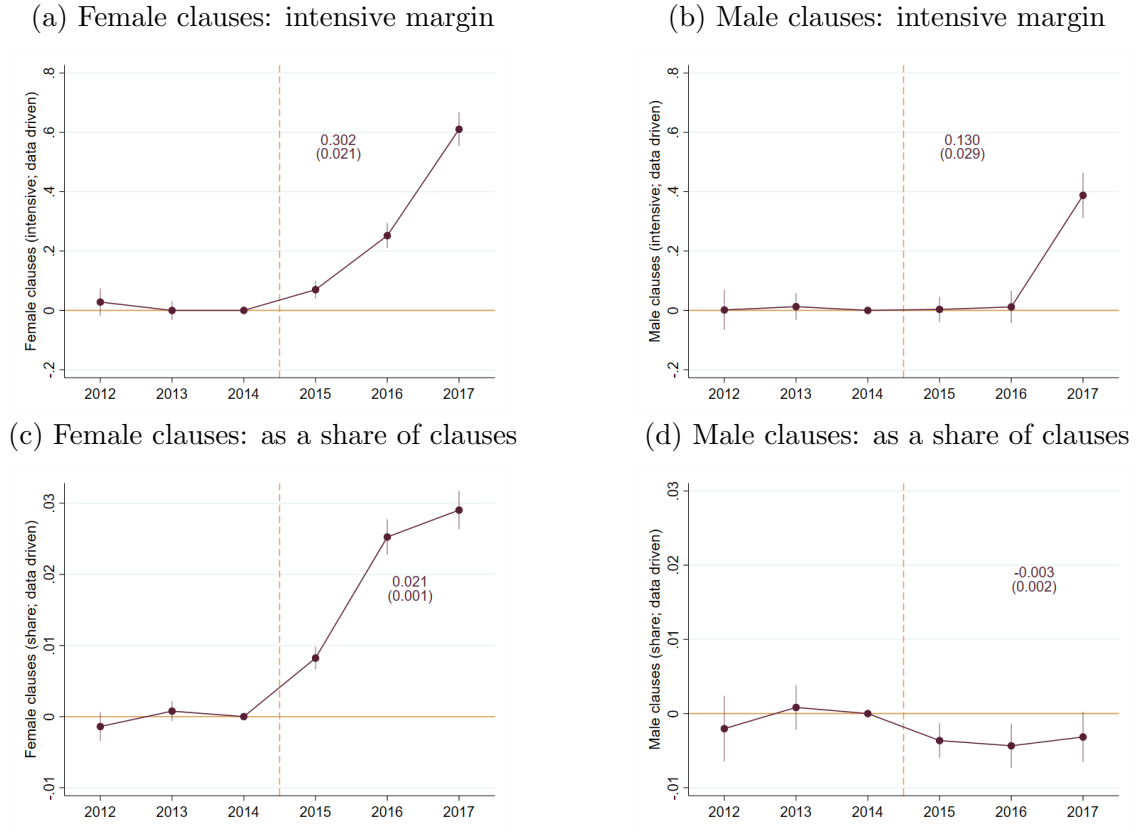 (a) Female clauses: intensive margin
Female clauses (intensive; data driven)
.8
.6
.4
.2
0
-.2
0.302
(0.021)
2012 2013 2014 2015 2016 2017
(b) Male clauses: intensive margin
Male clauses (intensive; data driven)
.8
.6
.4
.2
0
-.2
0.130
(0.029)
2012 2013 2014 2015 2016 2017
(c) Female clauses: as a share of clauses
Female clauses (share; data driven)
.03
.02
.01
0
-.01
0.021
(0.001)
2012 2013 2014 2015 2016 2017
(d) Male clauses: as a share of clauses
Male clauses (share; data driven)
.03
.02
.01
0
-.01
-0.003
(0.002)
2012 2013 2014 2015 2016 2017